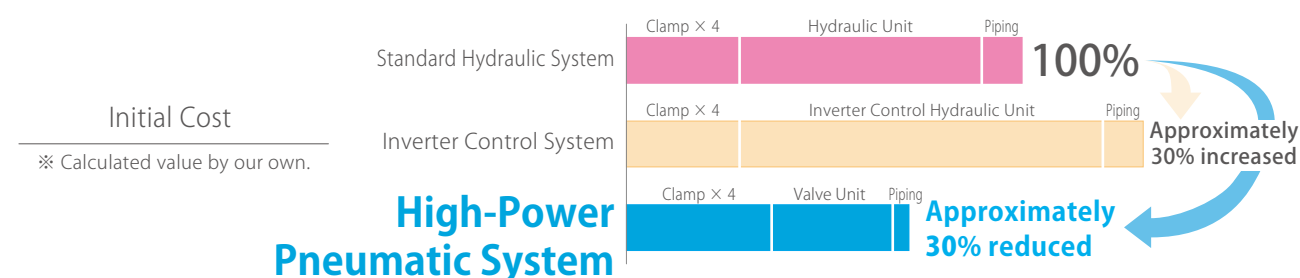 Clamp × 4 Hydraulic Unit Piping
Standard Hydraulic System 100%
Clamp × 4 Inverter Control Hydraulic Unit Piping
Initial Cost
Inverter Control System
Approximately
30% increased
※ Calculated value by our own.
Clamp × 4 Valve Unit Piping
High-Power
Pneumatic System
Approximately
30% reduced